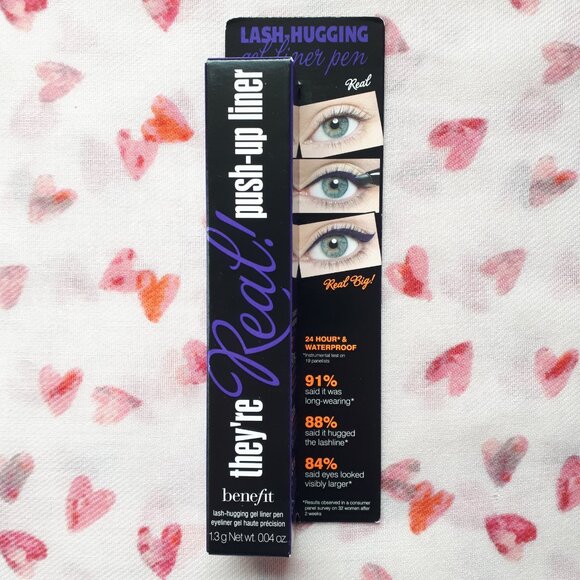 they're Real! push-up liner
benefit
lash-hugging gel liner pen
eyeliner gel haute précision
1.3 g Net wt. 0.04 oz.
LASH-HUGGING
gel liner pen
Real
Real Big!
24 HOUR* &
WATERPROOF
*Instrumental test on
19 panelists
91%
said it was
long-wearing*
88%
said it hugged
the lashline*
84%
said eyes looked
visibly larger*
*Results observed in a consumer
panel survey on 32 women after
2 weeks